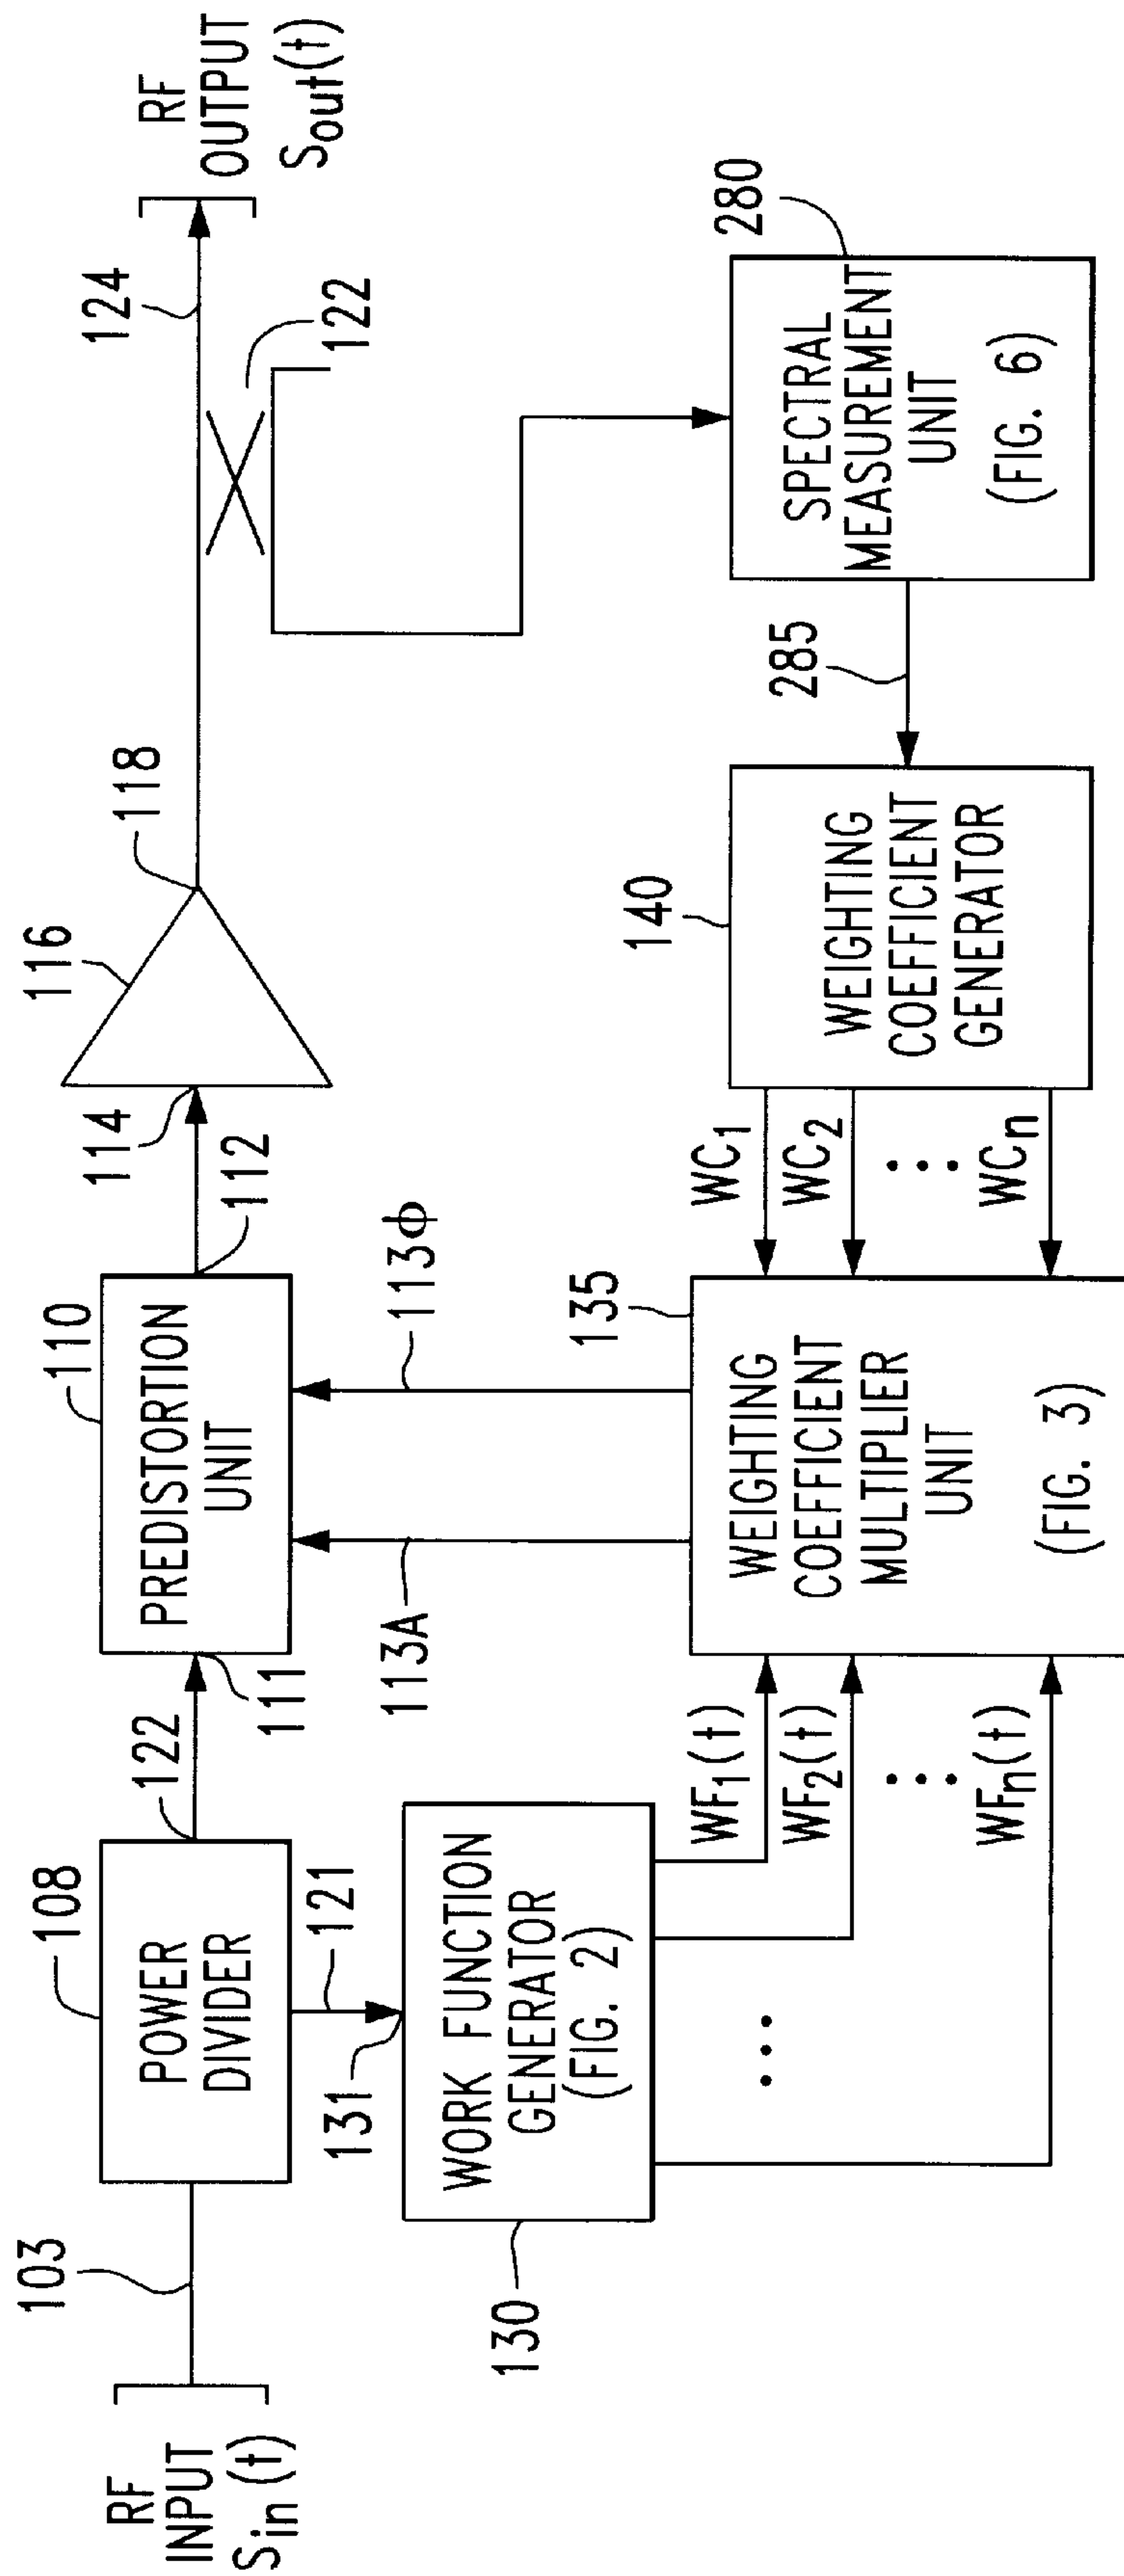 RF
INPUT
Sin (t)
103
108
POWER
DIVIDER
122
121
131
130
WORK FUNCTION
GENERATOR
(FIG. 2)
...
WF1(t)
WF2(t)
...
WFn(t)
110
PREDISTORTION
UNIT
111
112
113A
113ϕ
135
WEIGHTING
COEFFICIENT
MULTIPLIER
UNIT
(FIG. 3)
114
116
118
WC1
WC2
...
WCn
140
WEIGHTING
COEFFICIENT
GENERATOR
285
280
SPECTRAL
MEASUREMENT
UNIT
(FIG. 6)
122
124
RF
OUTPUT
Sout(t)